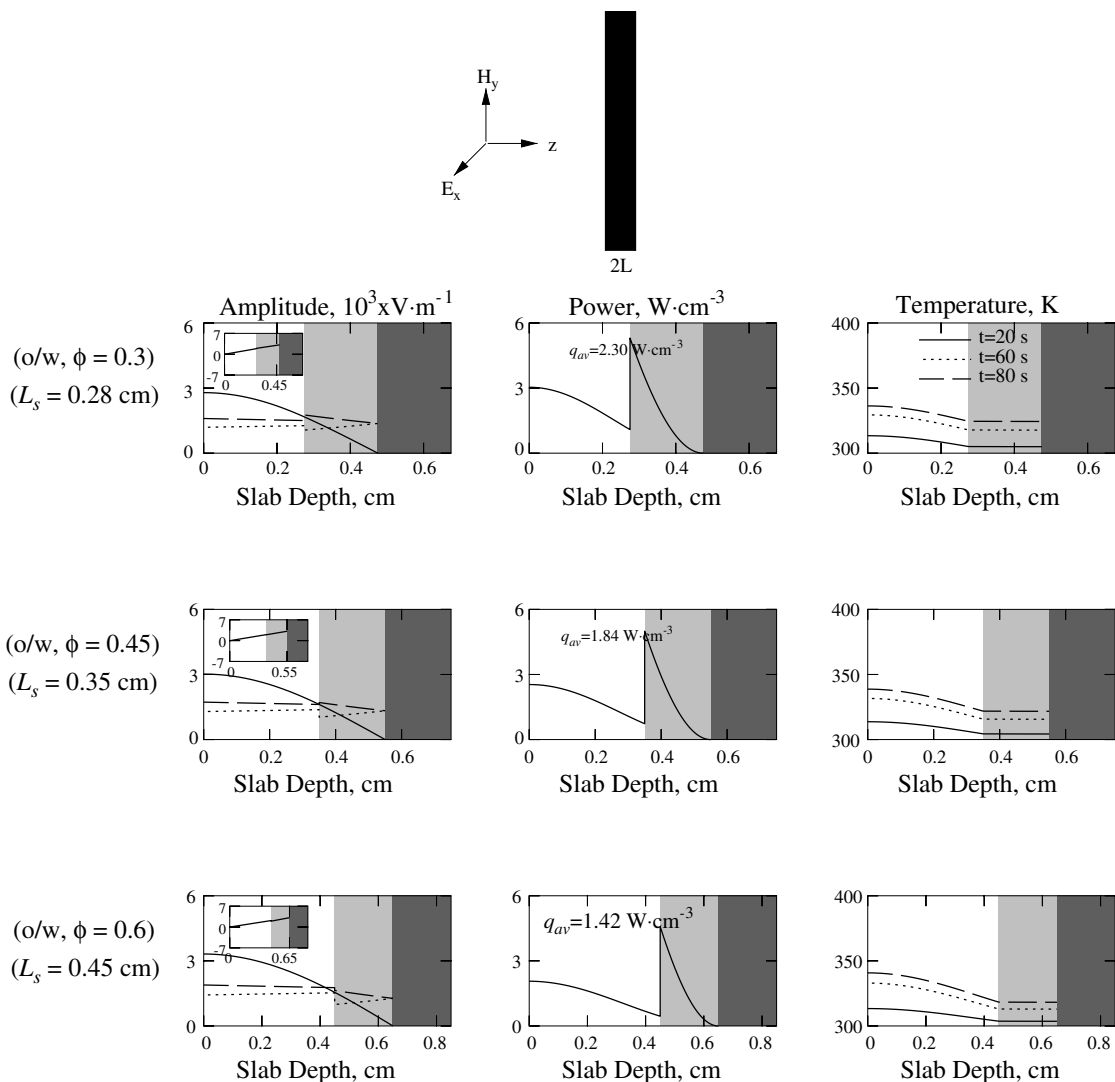 H_y
z
E_x
2L
Amplitude, 10^3xV·m^-1
Power, W·cm^-3
Temperature, K
(o/w, ϕ = 0.3)
(L_s = 0.28 cm)
6
3
0
7
0
-7
0
0.45
0 0.2 0.4 0.6
Slab Depth, cm
6
3
0
q_av=2.30 W·cm^-3
0 0.2 0.4 0.6
Slab Depth, cm
400
350
300
t=20 s
t=60 s
t=80 s
0 0.2 0.4 0.6
Slab Depth, cm
(o/w, ϕ = 0.45)
(L_s = 0.35 cm)
6
3
0
7
0
-7
0
0.55
0 0.2 0.4 0.6
Slab Depth, cm
6
3
0
q_av=1.84 W·cm^-3
0 0.2 0.4 0.6
Slab Depth, cm
400
350
300
0 0.2 0.4 0.6
Slab Depth, cm
(o/w, ϕ = 0.6)
(L_s = 0.45 cm)
6
3
0
7
0
-7
0
0.65
0 0.2 0.4 0.6 0.8
Slab Depth, cm
6
3
0
q_av=1.42 W·cm^-3
0 0.2 0.4 0.6 0.8
Slab Depth, cm
400
350
300
0 0.2 0.4 0.6 0.8
Slab Depth, cm